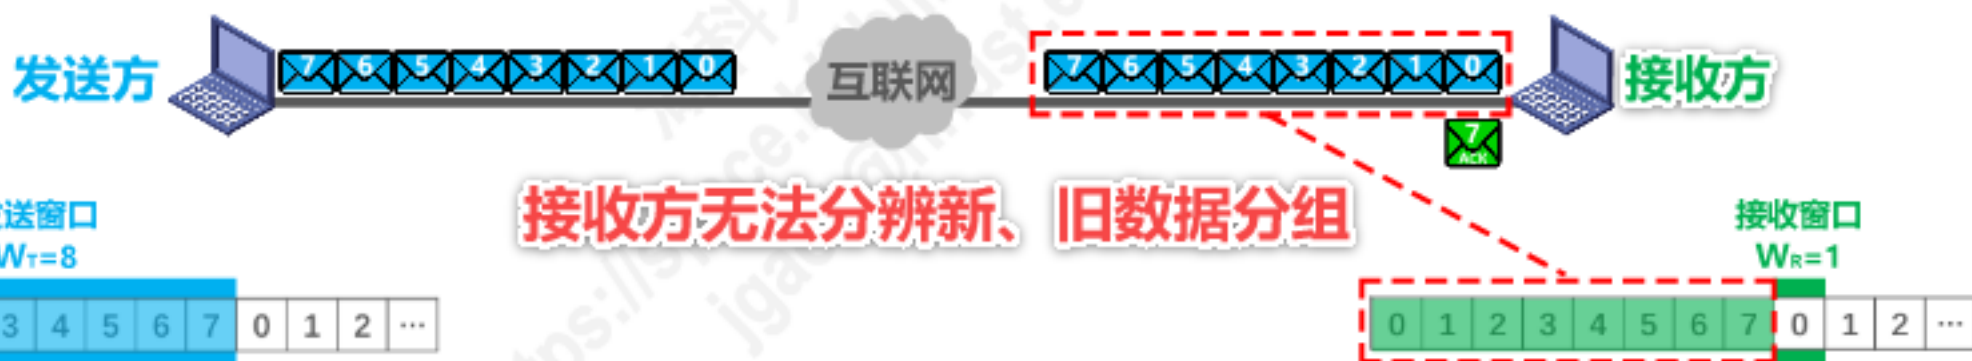 发送方
7 6 5 4 3 2 1 0
互联网
7 6 5 4 3 2 1 0
接收方
7
ACK
接收方无法分辨新、旧数据分组
送窗口
WT=8
接收窗口
WR=1
3 4 5 6 7 0 1 2 ...
0 1 2 3 4 5 6 7 0 1 2 ...